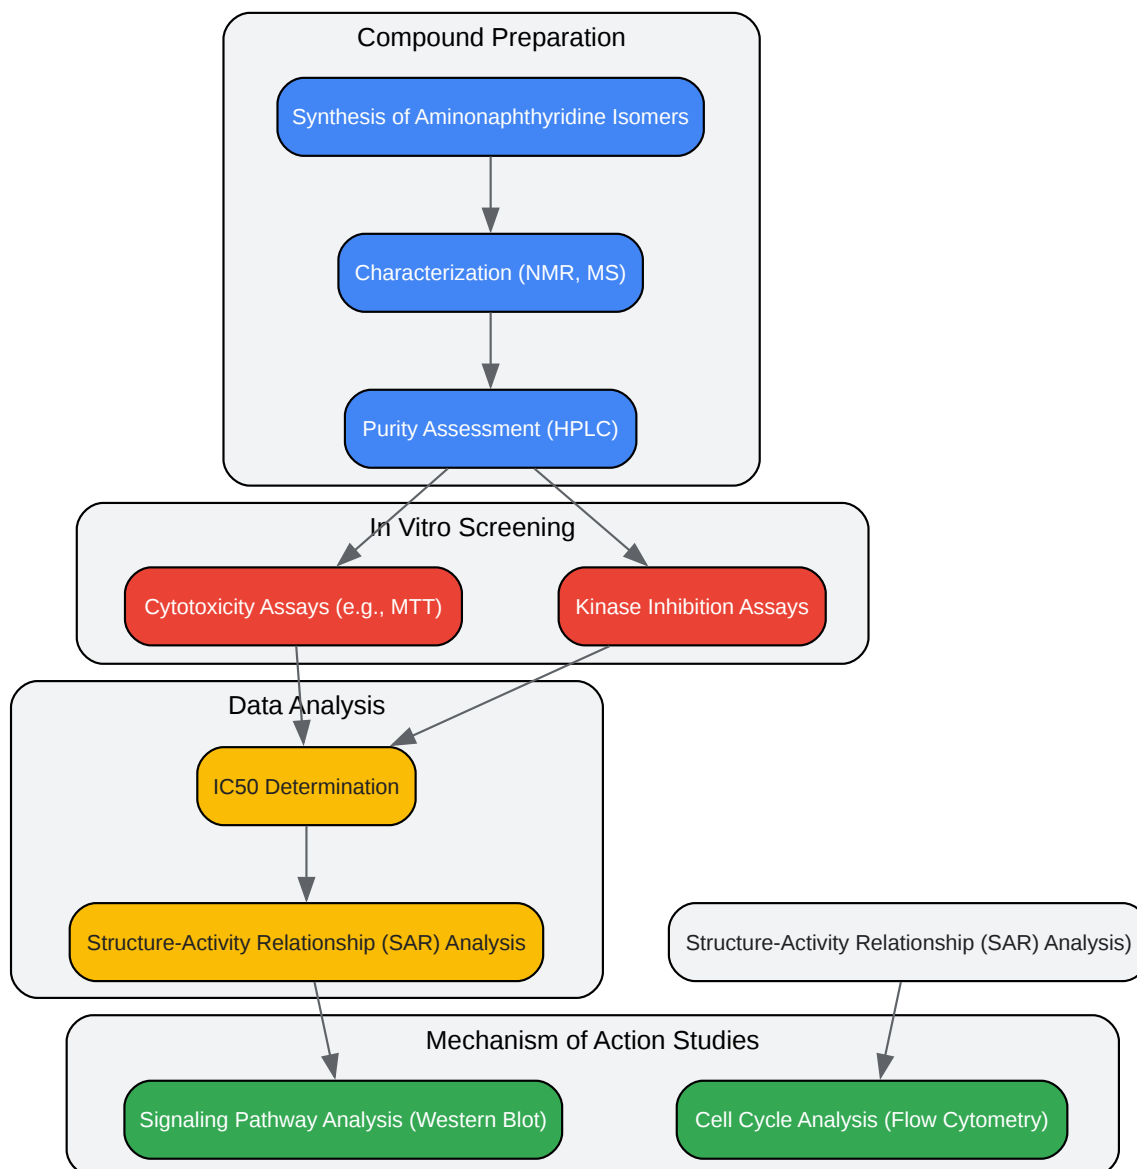 Compound Preparation
Synthesis of Aminonaphthyridine Isomers
Characterization (NMR, MS)
Purity Assessment (HPLC)
In Vitro Screening
Cytotoxicity Assays (e.g., MTT)
Kinase Inhibition Assays
Data Analysis
IC50 Determination
Structure-Activity Relationship (SAR) Analysis
Structure-Activity Relationship (SAR) Analysis)
Mechanism of Action Studies
Signaling Pathway Analysis (Western Blot)
Cell Cycle Analysis (Flow Cytometry)